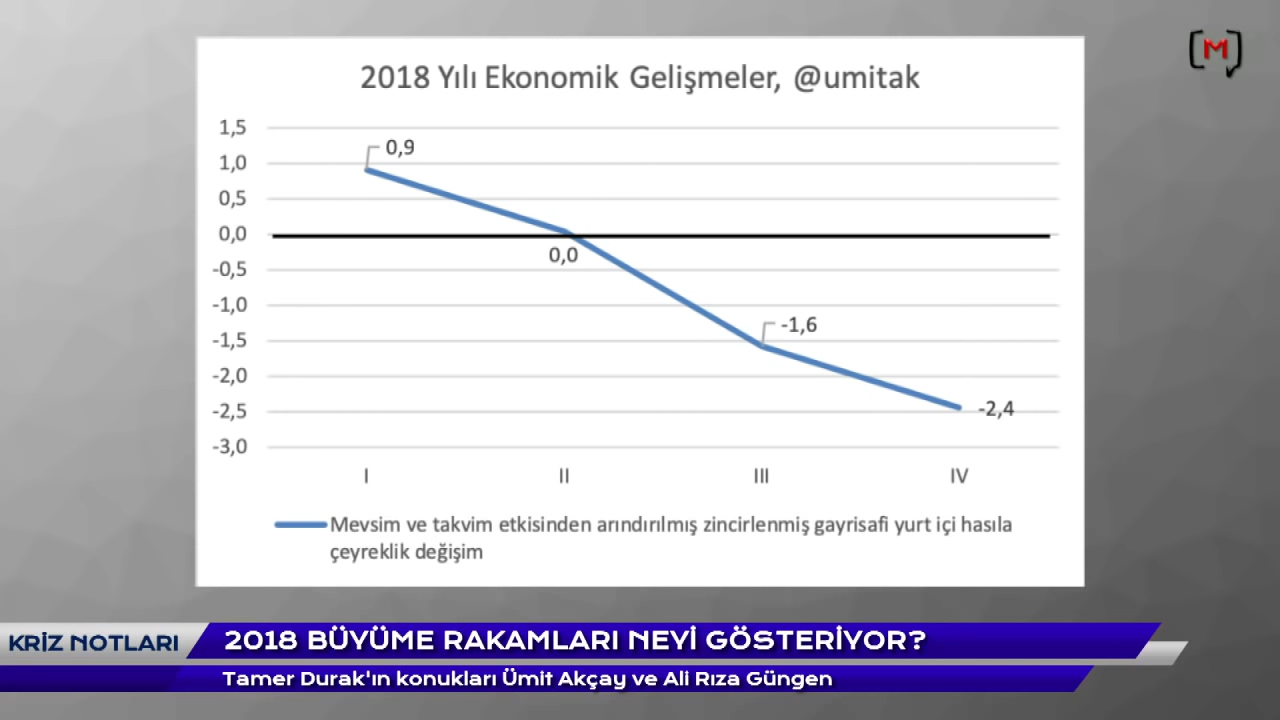 M
2018 Yılı Ekonomik Gelişmeler, @umitak
1,5
1,0
0,5
0,0
-0,5
-1,0
-1,5
-2,0
-2,5
-3,0
0,9
0,0
-1,6
-2,4
I II III IV
Mevsim ve takvim etkisinden arındırılmış zincirlenmiş gayrisafi yurt içi hasıla
çeyreklik değişim
KRİZ NOTLARI
2018 BÜYÜME RAKAMLARI NEYİ GÖSTERİYOR?
Tamer Durak'ın konukları Ümit Akçay ve Ali Rıza Güngen